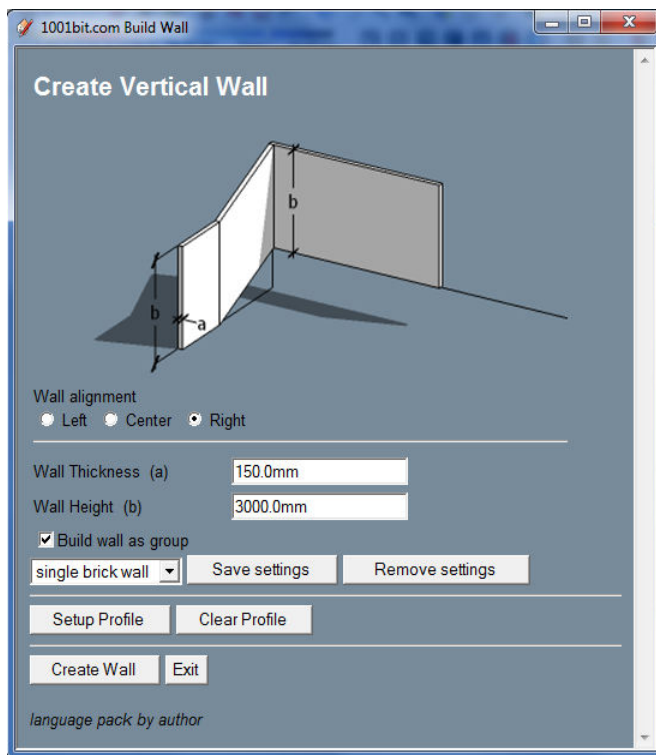 1001bit.com Build Wall
Create Vertical Wall
b
b
a
Wall alignment
Left Center Right
Wall Thickness (a) 150.0mm
Wall Height (b) 3000.0mm
Build wall as group
single brick wall Save settings Remove settings
Setup Profile Clear Profile
Create Wall Exit
language pack by author